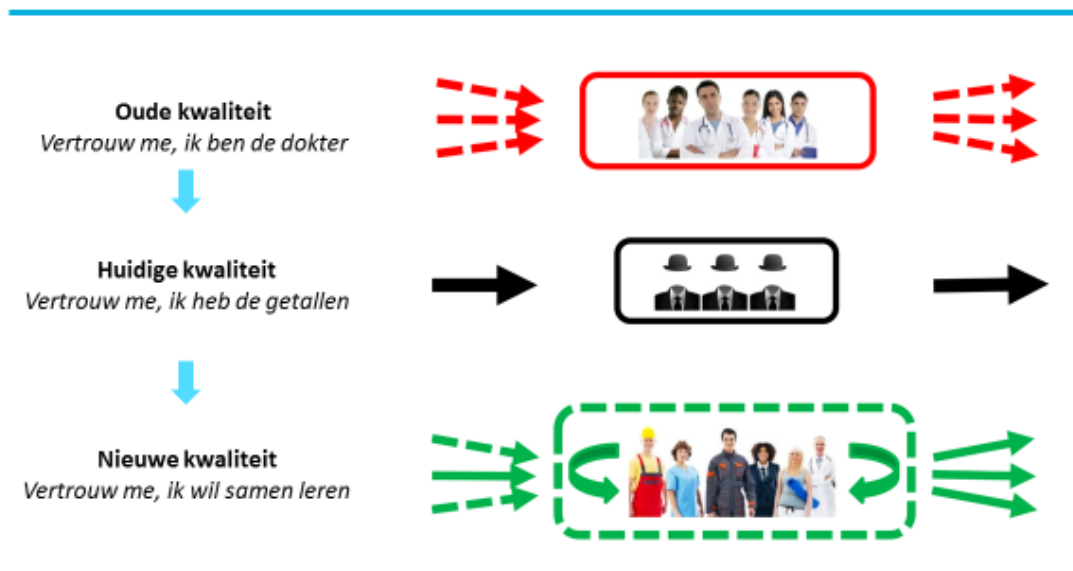 Oude kwaliteit
Vertrouw me, ik ben de dokter
Huidige kwaliteit
Vertrouw me, ik heb de getallen
Nieuwe kwaliteit
Vertrouw me, ik wil samen leren